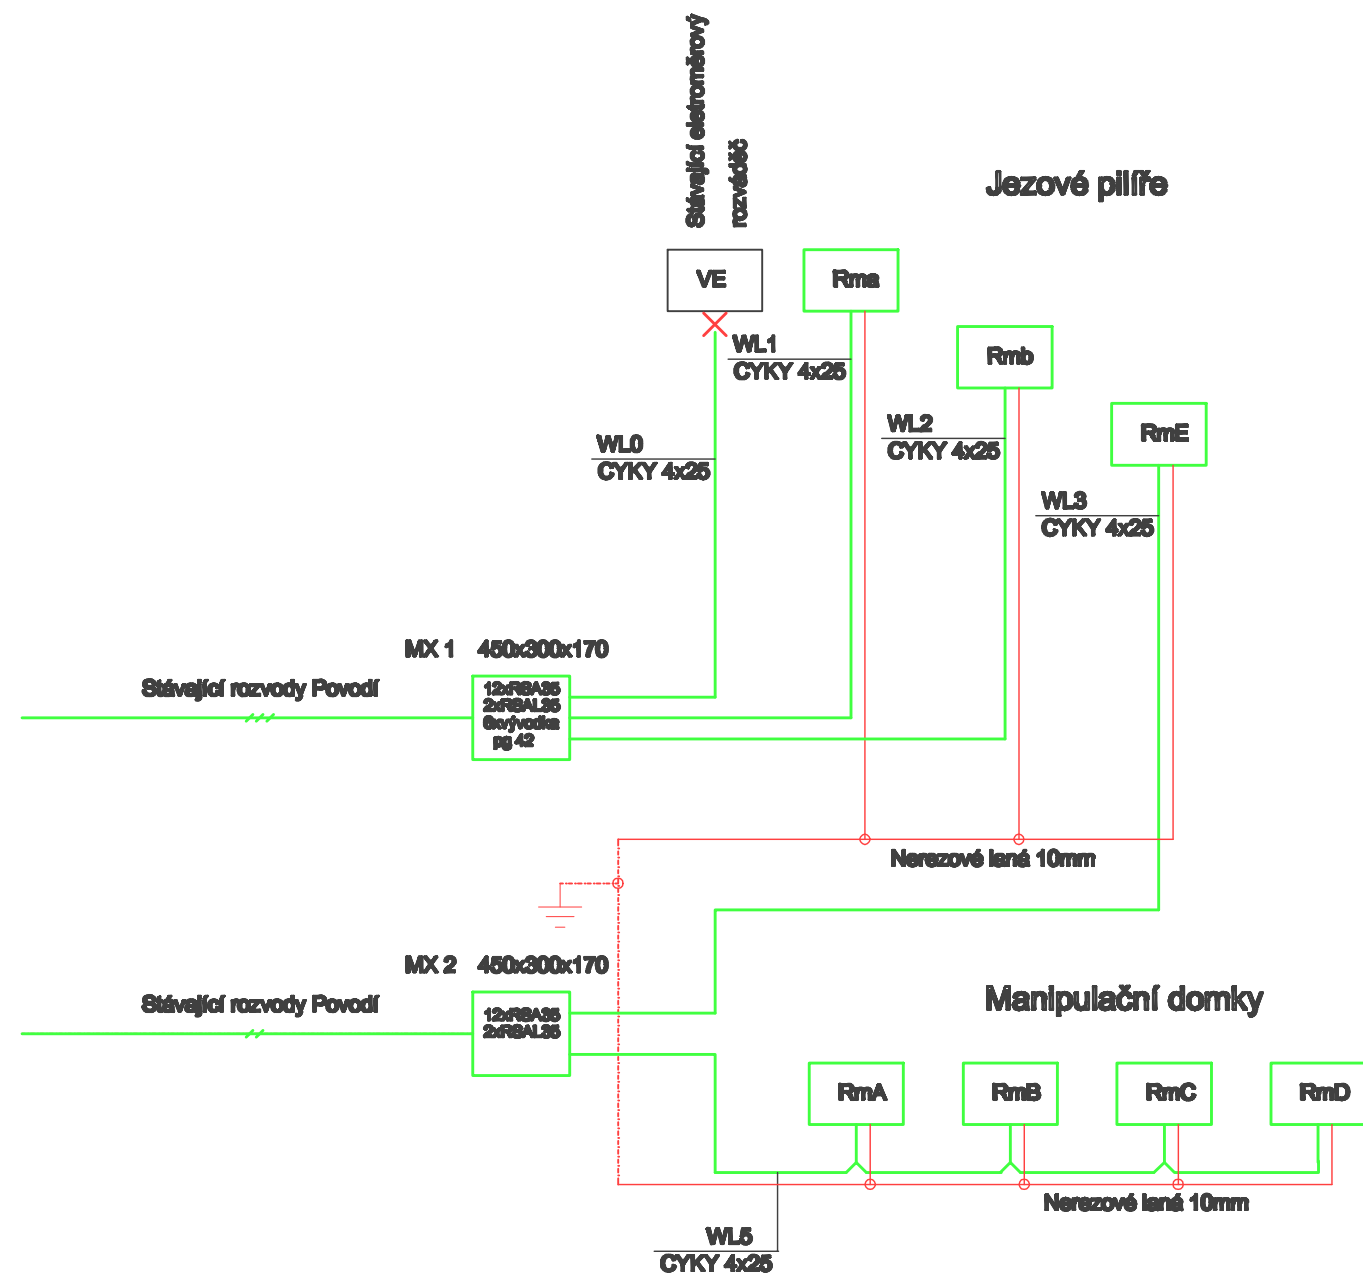 Stávající eletroměrový
rozváděč
Jezové pilíře
VE
Rma
Rmb
RmE
WL1
CYKY 4x25
WL2
CYKY 4x25
WL0
CYKY 4x25
WL3
CYKY 4x25
MX 1 450x300x170
Stávající rozvody Povodí
12xRSA35
2xRSAL35
6xvývodka
pg 42
Nerezové laná 10mm
MX 2 450x300x170
Stávající rozvody Povodí
12xRSA35
2xRSAL35
Manipulační domky
RmA
RmB
RmC
RmD
Nerezové laná 10mm
WL5
CYKY 4x25